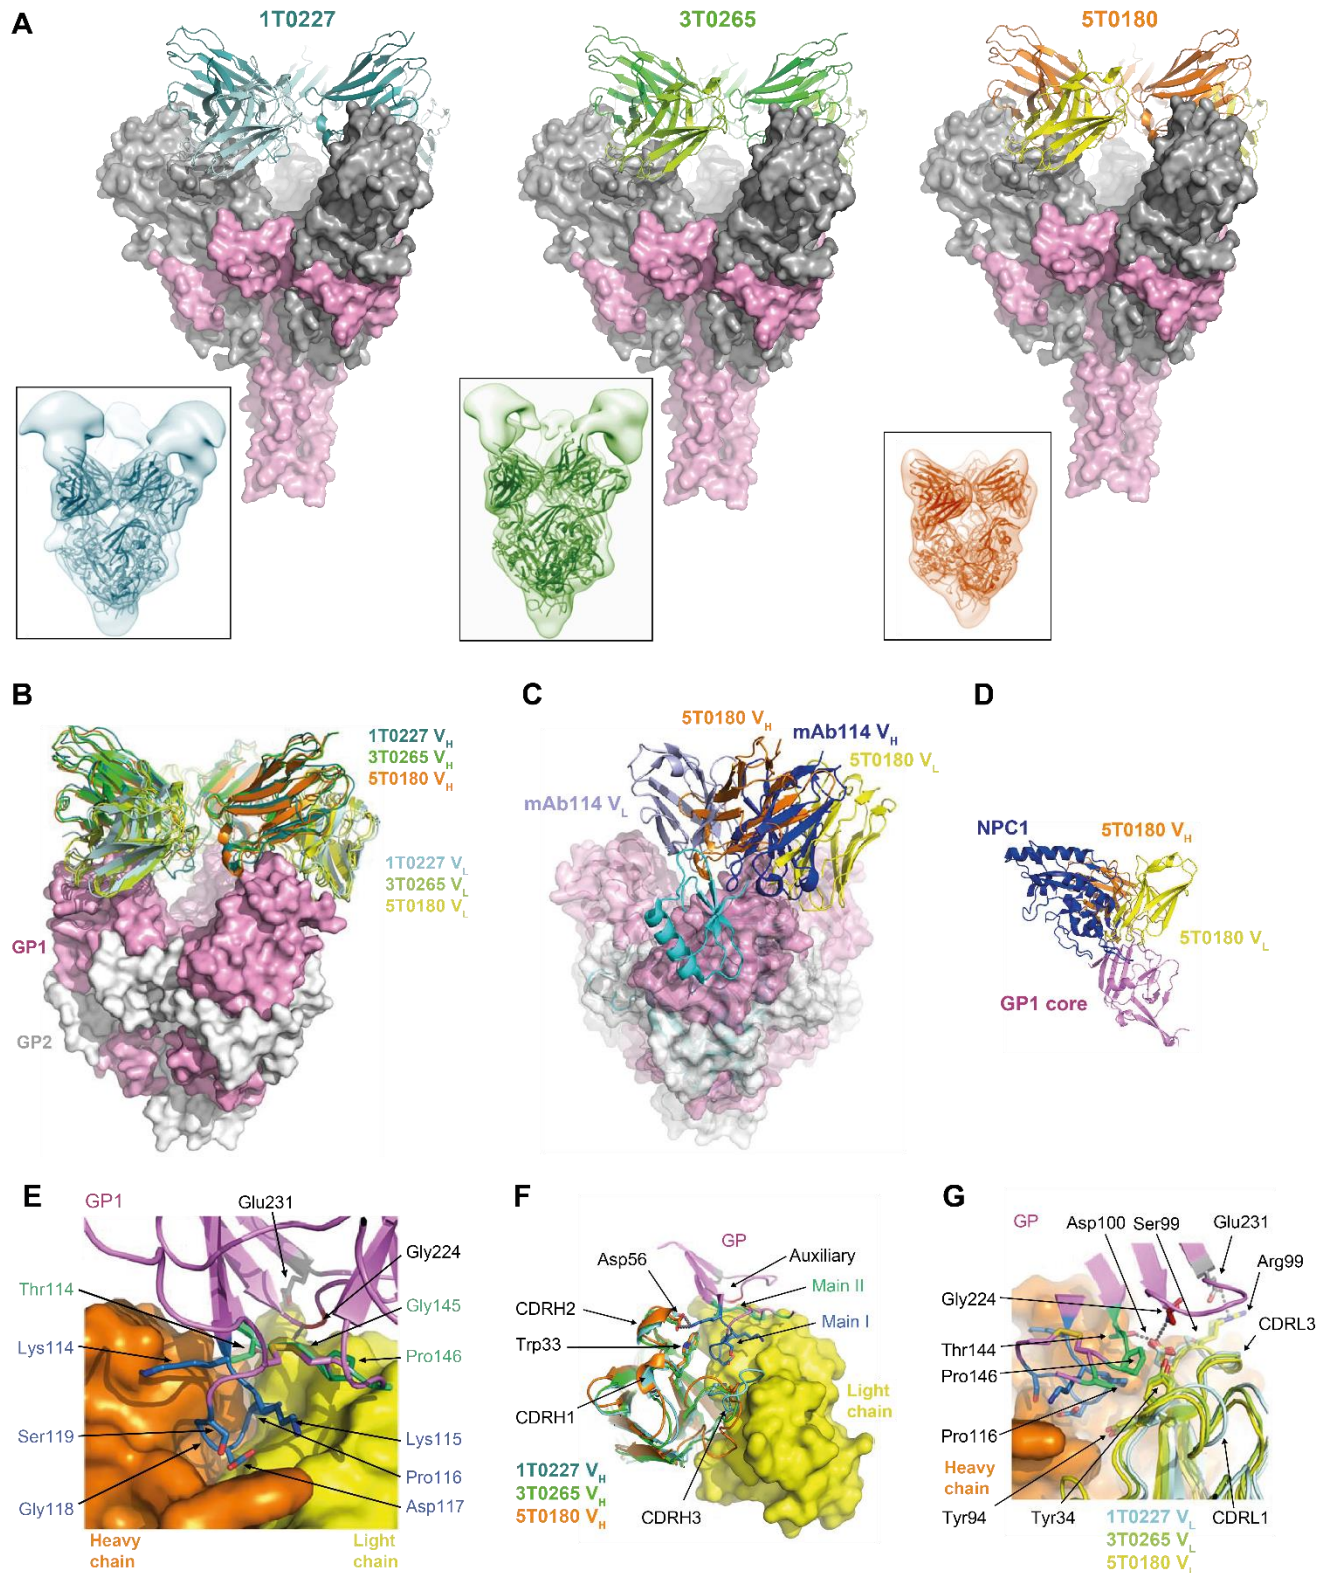 A
1T0227
3T0265
5T0180
B
1T0227 VH
3T0265 VH
5T0180 VH
1T0227 VL
3T0265 VL
5T0180 VL
GP1
GP2
C
5T0180 VH
mAb114 VH
5T0180 VL
mAb114 VL
D
NPC1
5T0180 VH
5T0180 VL
GP1 core
E
GP1
Glu231
Gly224
Thr114
Gly145
Lys114
Pro146
Ser119
Lys115
Pro116
Gly118
Asp117
Heavy
chain
Light
chain
F
GP
Asp56
Auxiliary
Main II
CDRH2
Main I
Trp33
CDRH1
Light
chain
1T0227 VH
3T0265 VH
5T0180 VH
CDRH3
G
GP
Asp100
Ser99
Glu231
Arg99
Gly224
CDRL3
Thr144
Pro146
Pro116
Heavy
chain
Tyr94
Tyr34
1T0227 VL
CDRL1
3T0265 VL
5T0180 VL